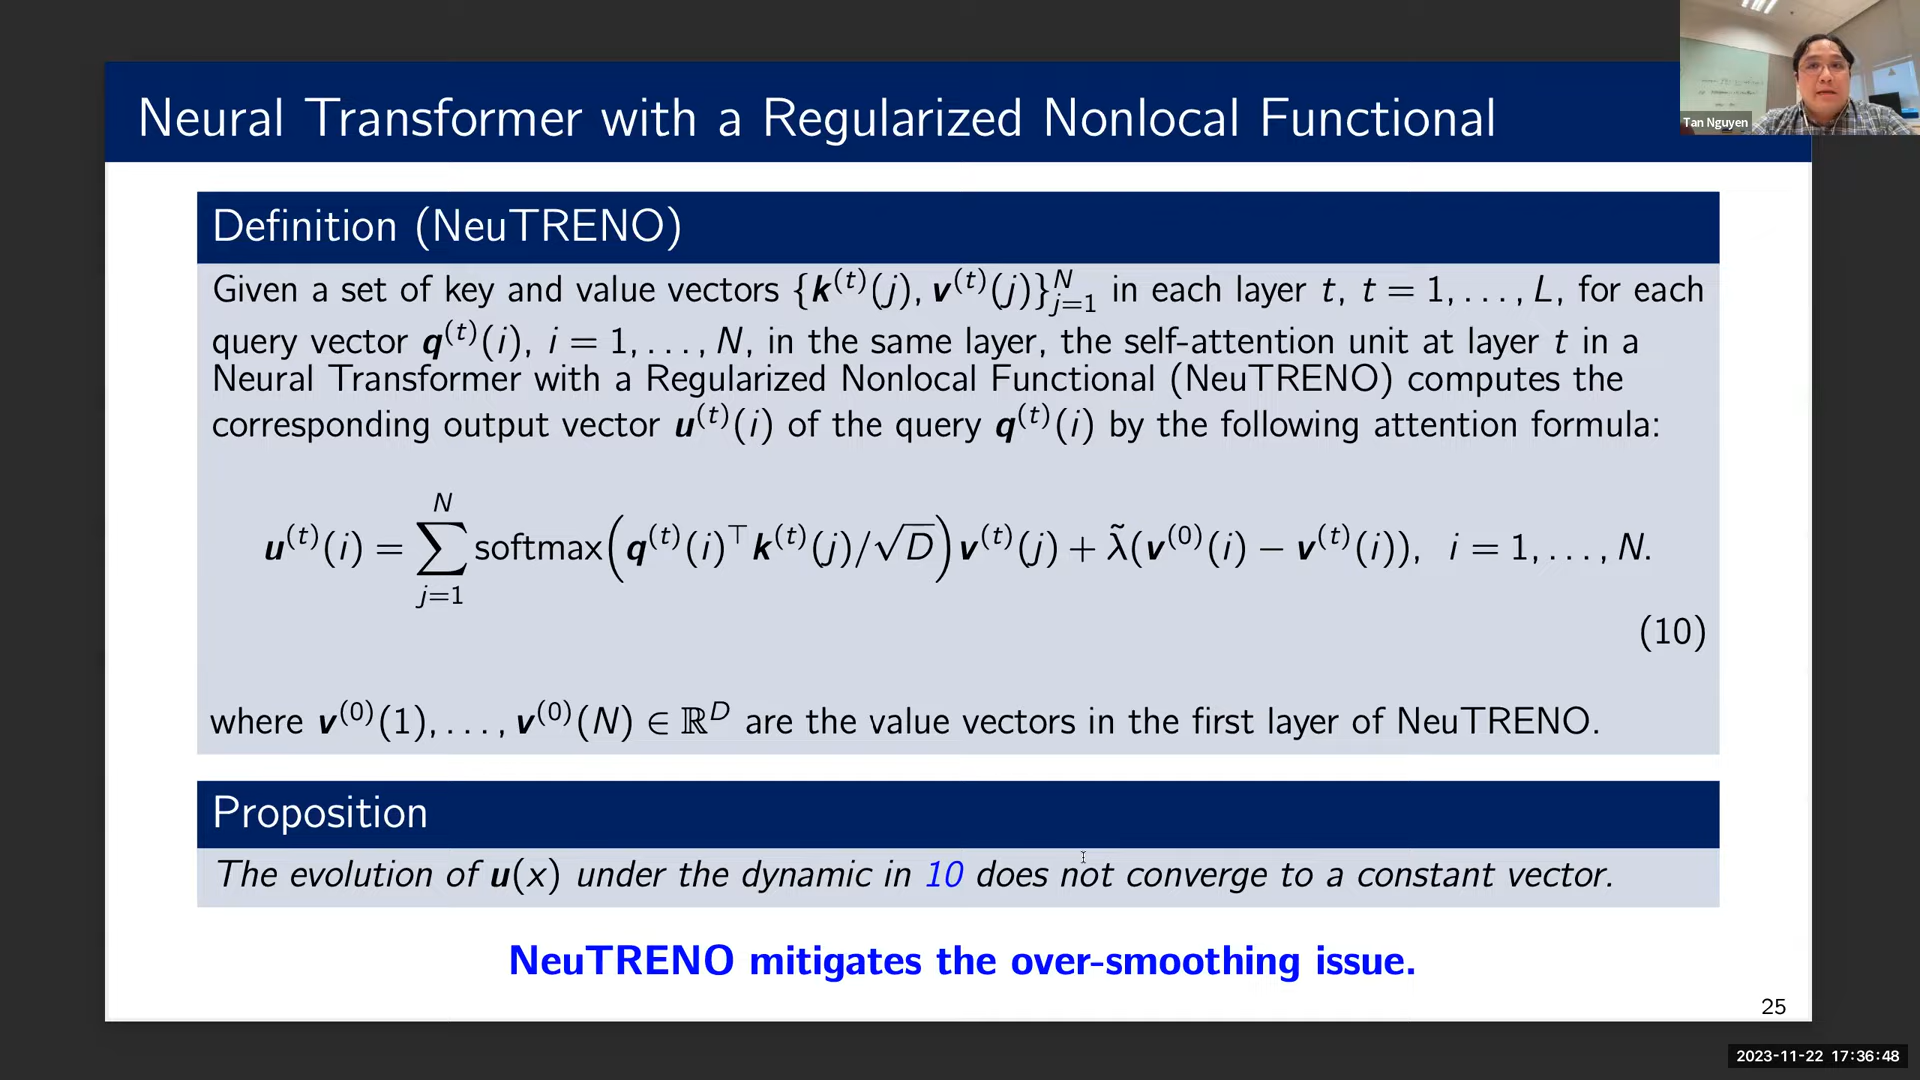 Neural Transformer with a Regularized Nonlocal Functional
Tan Nguyen
Definition (NeuTRENO)
Given a set of key and value vectors {k^(t)(j), v^(t)(j)}_{j=1}^N in each layer t, t = 1, . . . , L, for each
query vector q^(t)(i), i = 1, . . . , N, in the same layer, the self-attention unit at layer t in a
Neural Transformer with a Regularized Nonlocal Functional (NeuTRENO) computes the
corresponding output vector u^(t)(i) of the query q^(t)(i) by the following attention formula:
u^(t)(i) = ∑_{j=1}^N softmax(q^(t)(i)^⊤ k^(t)(j)/√D) v^(t)(j) + λ̃(v^(0)(i) − v^(t)(i)), i = 1, . . . , N.
(10)
where v^(0)(1), . . . , v^(0)(N) ∈ ℝ^D are the value vectors in the first layer of NeuTRENO.
Proposition
The evolution of u(x) under the dynamic in 10 does not converge to a constant vector.
NeuTRENO mitigates the over-smoothing issue.
25
2023-11-22 17:36:48